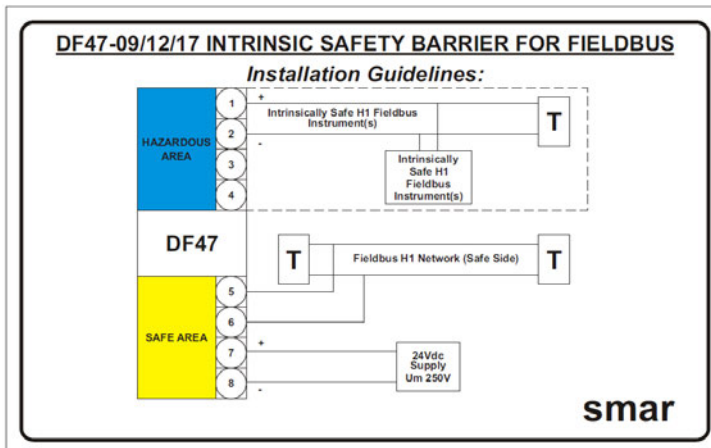 DF47-09/12/17 INTRINSIC SAFETY BARRIER FOR FIELDBUS
Installation Guidelines:
HAZARDOUS
AREA
1
2
3
4
+
-
Intrinsically Safe H1 Fieldbus
Instrument(s)
T
Intrinsically
Safe H1
Fieldbus
Instrument(s)
DF47
T
Fieldbus H1 Network (Safe Side)
T
SAFE AREA
5
6
7
8
+
-
24Vdc
Supply
Um 250V
smar